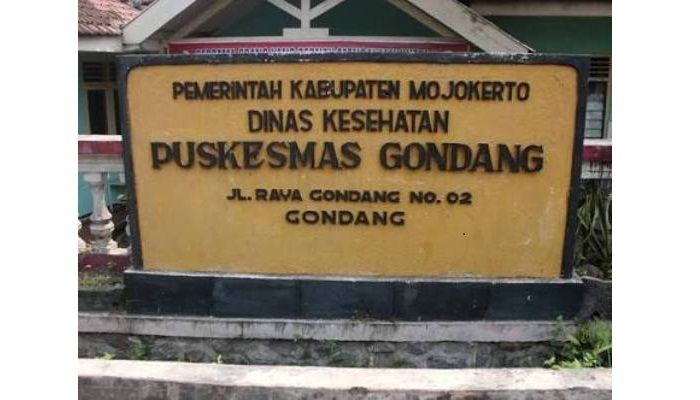 PEMERINTAH KABUPATEN MOJOKERTO
DINAS KESEHATAN
PUSKESMAS GONDANG
JL. RAYA GONDANG NO. 02
GONDANG